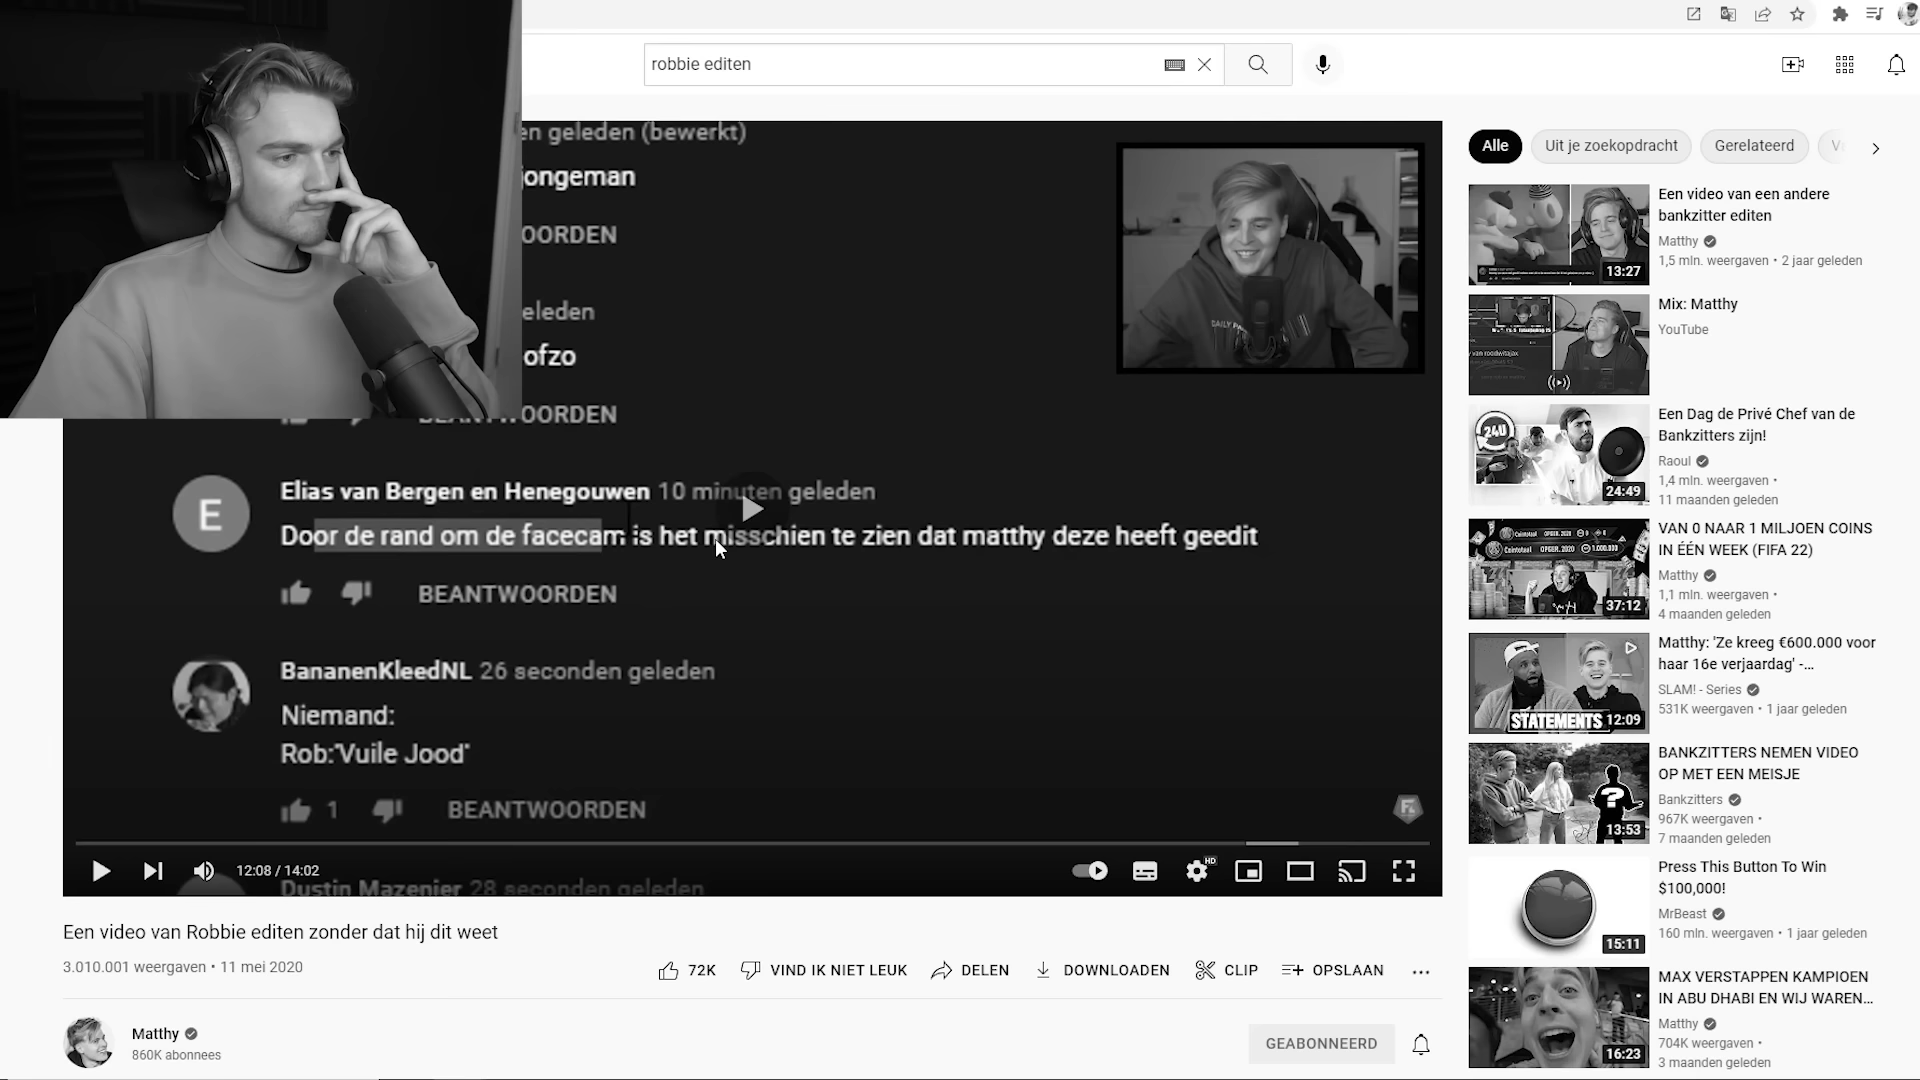 robbie editen
en geleden (bewerkt)
jongeman
OORDEN
eleden
ofzo
OORDEN
E
Elias van Bergen en Henegouwen 10 minuten geleden
Door de rand om de facecam is het misschien te zien dat matthy deze heeft geedit
BEANTWOORDEN
BananenKleedNL 26 seconden geleden
Niemand:
Rob:'Vuile Jood'
1 BEANTWOORDEN
12:08 / 14:02
HD
Dustin Mazenier 28 seconden geleden
Een video van Robbie editen zonder dat hij dit weet
3.010.001 weergaven • 11 mei 2020
72K VIND IK NIET LEUK DELEN DOWNLOADEN CLIP OPSLAAN
Matthy
860K abonnees
GEABONNEERD
Alle Uit je zoekopdracht Gerelateerd
13:27
Een video van een andere
bankzitter editen
Matthy
1,5 mln. weergaven • 2 jaar geleden
Mix: Matthy
YouTube
24U
24:49
Een Dag de Privé Chef van de
Bankzitters zijn!
Raoul
1,4 mln. weergaven •
11 maanden geleden
37:12
VAN 0 NAAR 1 MILJOEN COINS
IN ÉÉN WEEK (FIFA 22)
Matthy
1,1 mln. weergaven •
4 maanden geleden
STATEMENTS 12:09
Matthy: 'Ze kreeg €600.000 voor
haar 16e verjaardag' -...
SLAM! - Series
531K weergaven • 1 jaar geleden
?
13:53
BANKZITTERS NEMEN VIDEO
OP MET EEN MEISJE
Bankzitters
967K weergaven •
7 maanden geleden
15:11
Press This Button To Win
$100,000!
MrBeast
160 mln. weergaven • 1 jaar geleden
16:23
MAX VERSTAPPEN KAMPIOEN
IN ABU DHABI EN WIJ WAREN...
Matthy
704K weergaven •
3 maanden geleden